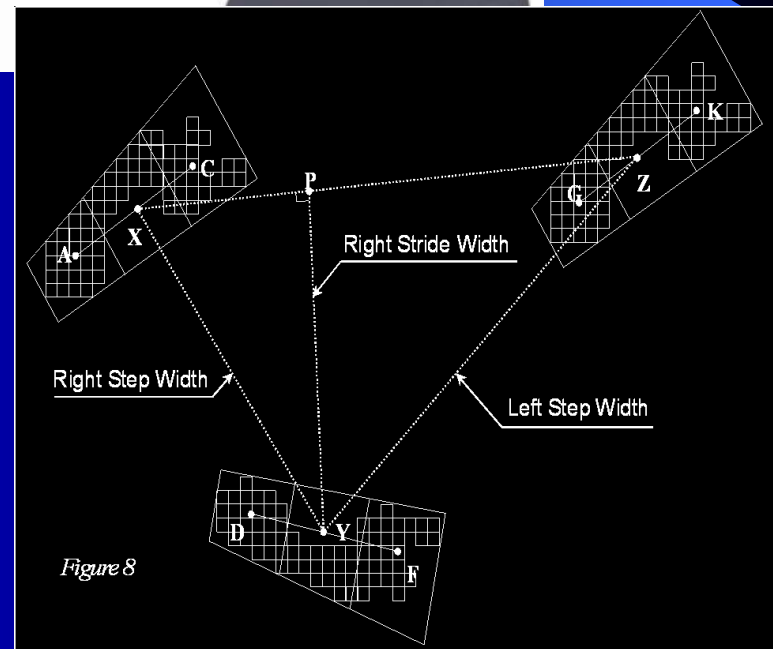 K
C
P
G
Z
X
A
Right Stride Width
Right Step Width
Left Step Width
D
Y
F
Figure 8